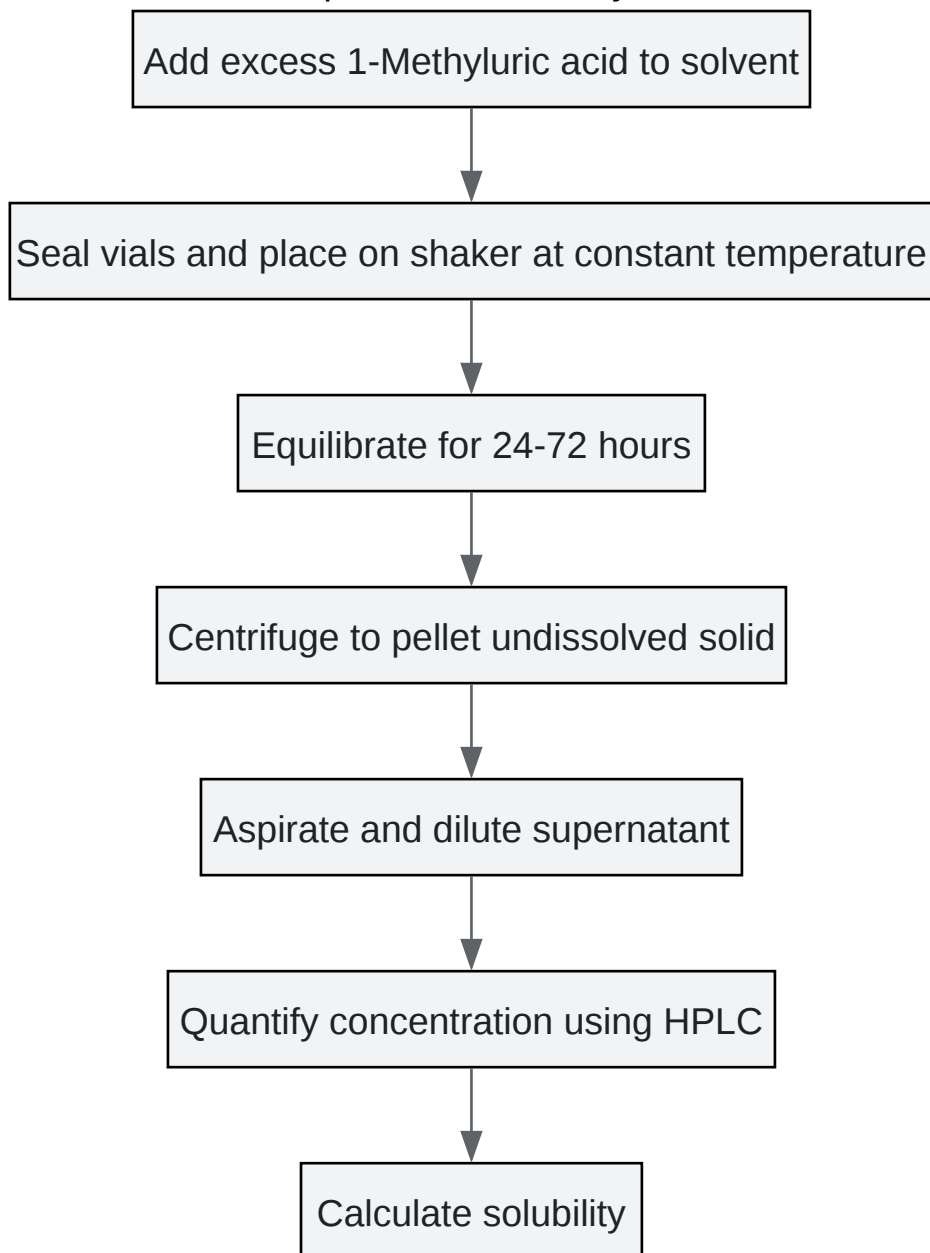 Add excess 1-Methyluric acid to solvent
Seal vials and place on shaker at constant temperature
Equilibrate for 24-72 hours
Centrifuge to pellet undissolved solid
Aspirate and dilute supernatant
Quantify concentration using HPLC
Calculate solubility